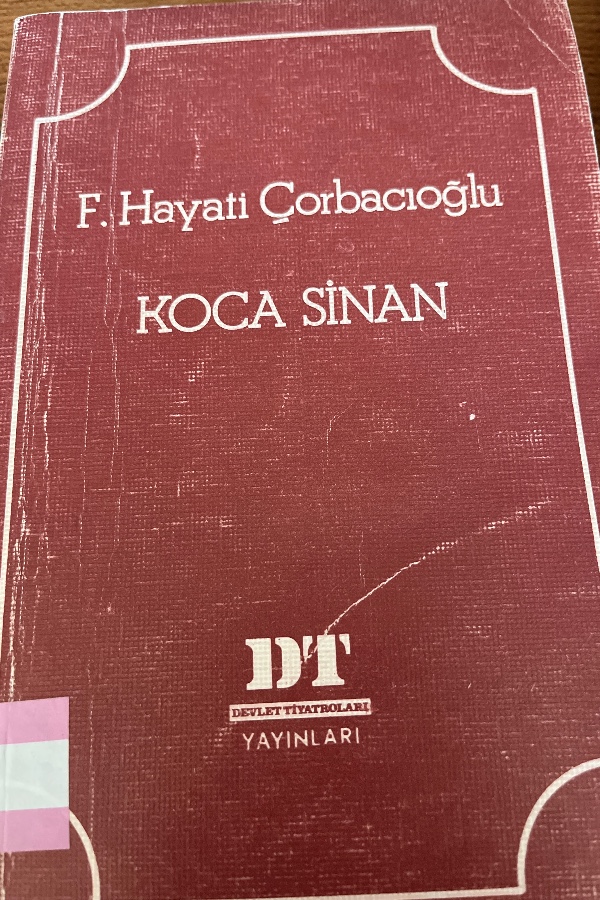 F. Hayati Çorbacıoğlu
KOCA SİNAN
DT
DEVLET TİYATROLARI
YAYINLARI